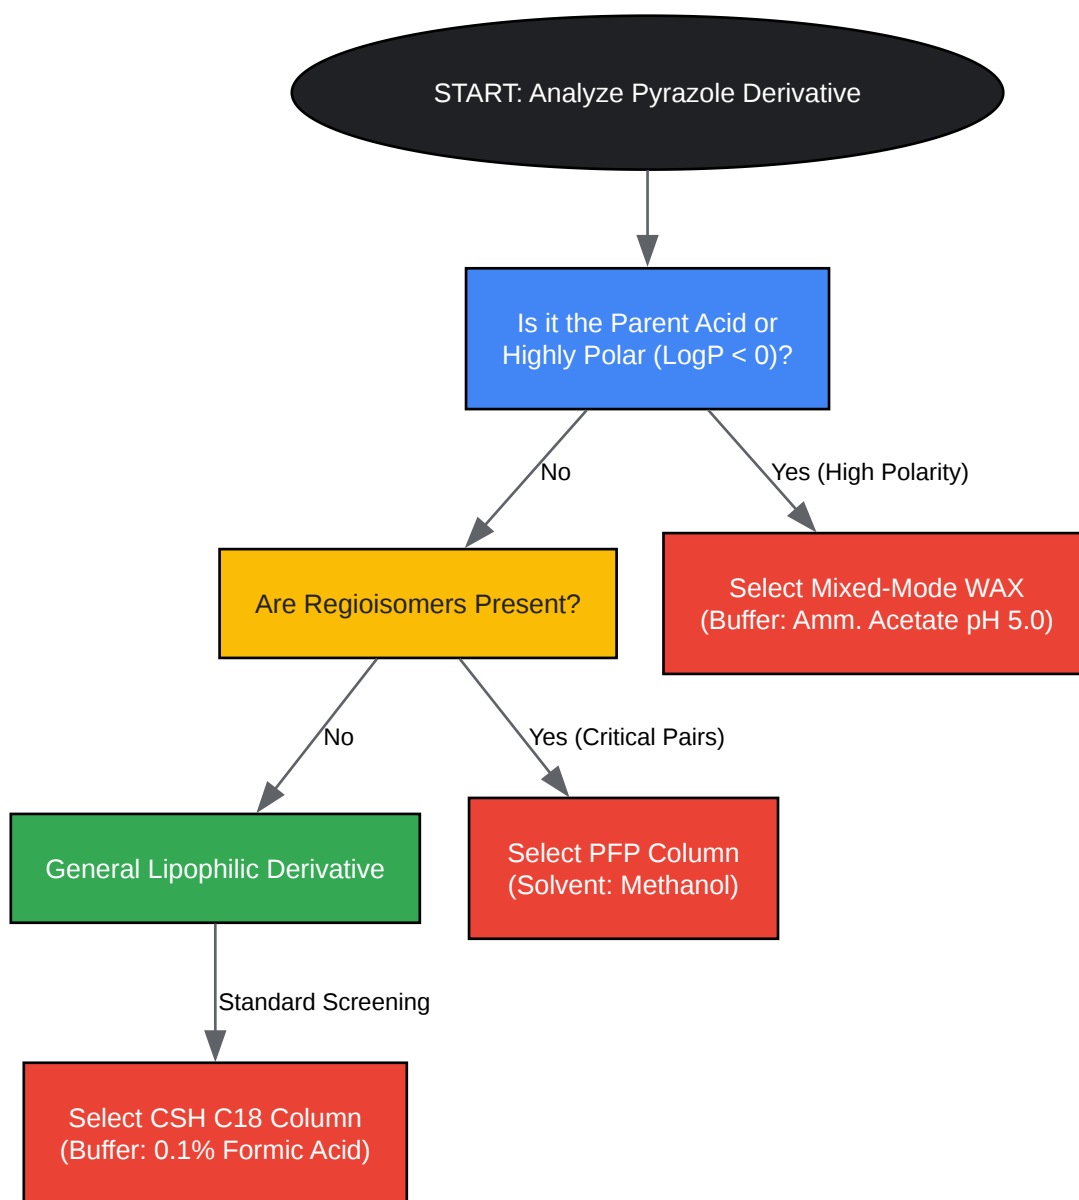 START: Analyze Pyrazole Derivative
Is it the Parent Acid or
Highly Polar (LogP < 0)?
No
Yes (High Polarity)
Are Regioisomers Present?
Select Mixed-Mode WAX
(Buffer: Amm. Acetate pH 5.0)
No
Yes (Critical Pairs)
General Lipophilic Derivative
Select PFP Column
(Solvent: Methanol)
Standard Screening
Select CSH C18 Column
(Buffer: 0.1% Formic Acid)